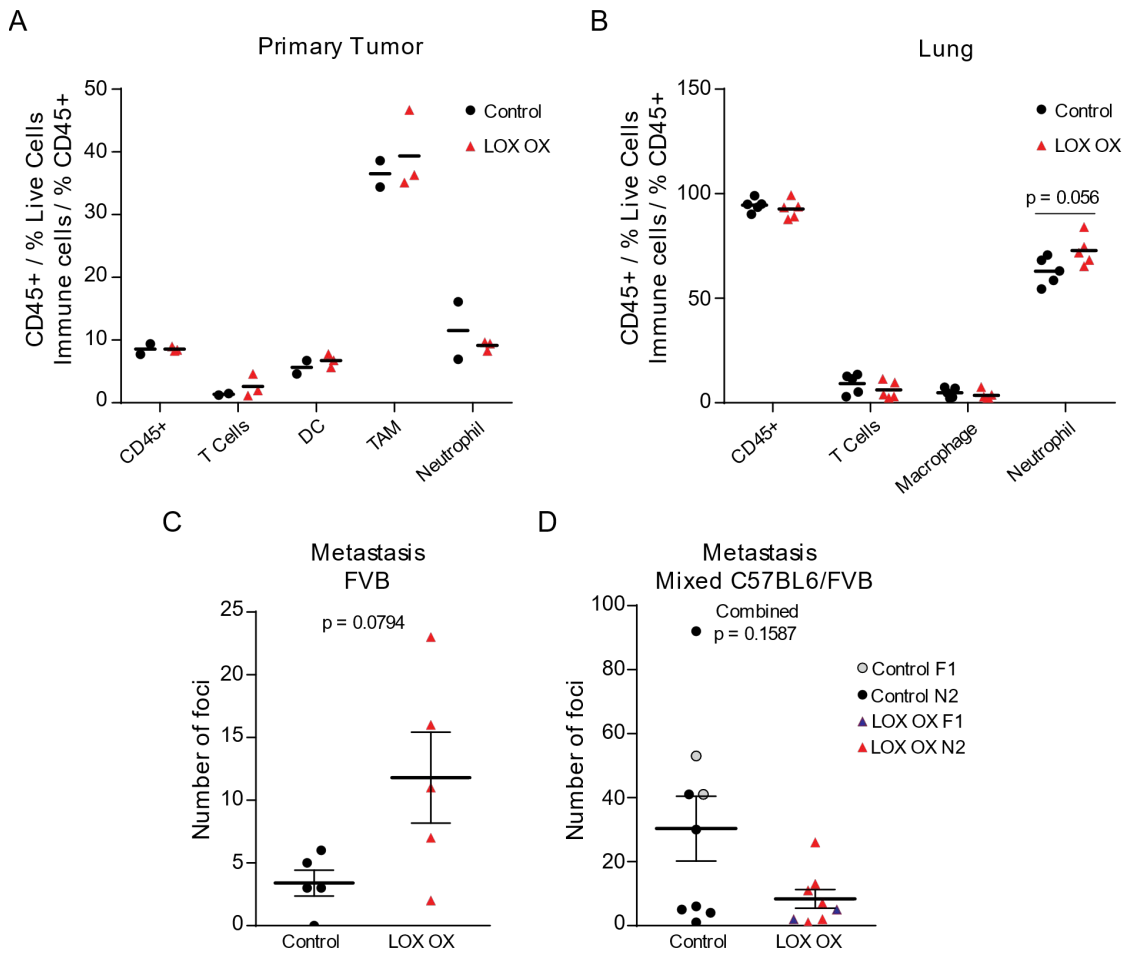 A
Primary Tumor
CD45+ / % Live Cells
Immune cells / % CD45+
50
40
30
20
10
0
Control
LOX OX
CD45+
T Cells
DC
TAM
Neutrophil
B
Lung
CD45+ / % Live Cells
Immune cells / % CD45+
150
100
50
0
Control
LOX OX
p = 0.056
CD45+
T Cells
Macrophage
Neutrophil
C
Metastasis
FVB
p = 0.0794
Number of foci
25
20
15
10
5
0
Control
LOX OX
D
Metastasis
Mixed C57BL6/FVB
Combined
p = 0.1587
Number of foci
100
80
60
40
20
0
Control F1
Control N2
LOX OX F1
LOX OX N2
Control
LOX OX